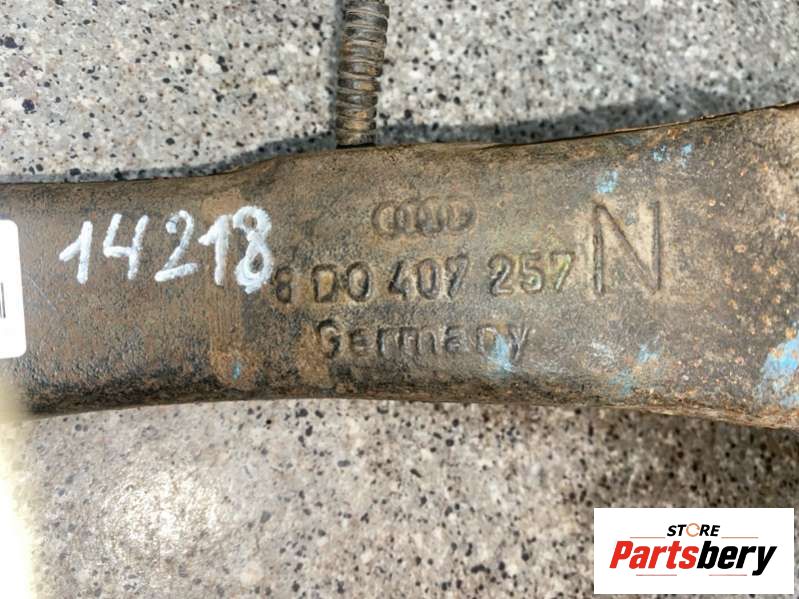 14218
8D0 407 257 N
Germany
STORE
Partsbery